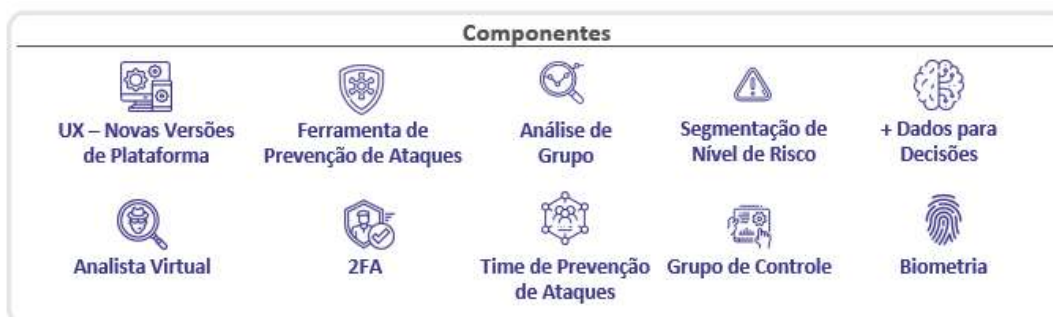 Componentes
UX – Novas Versões
de Plataforma
Ferramenta de
Prevenção de Ataques
Análise de
Grupo
Segmentação de
Nível de Risco
+ Dados para
Decisões
Analista Virtual
2FA
Time de Prevenção
de Ataques
Grupo de Controle
Biometria